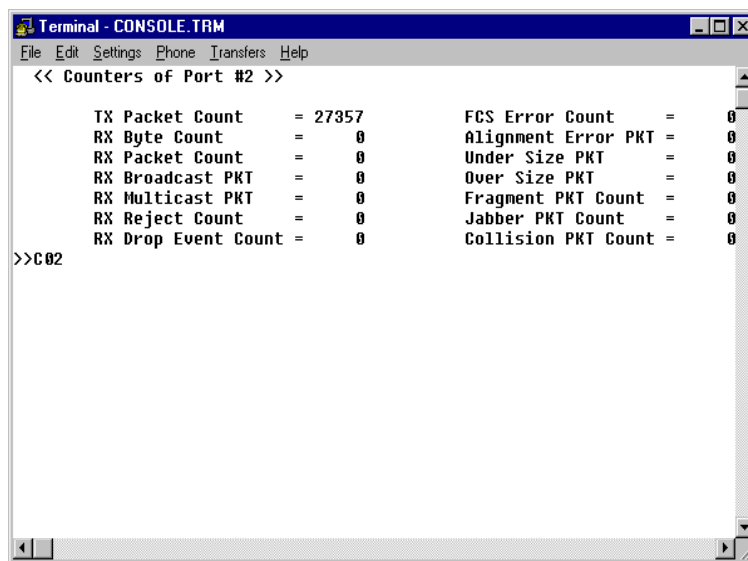 Terminal - CONSOLE.TRM
File Edit Settings Phone Transfers Help
<< Counters of Port #2 >>
TX Packet Count = 27357 FCS Error Count = 0
RX Byte Count = 0 Alignment Error PKT = 0
RX Packet Count = 0 Under Size PKT = 0
RX Broadcast PKT = 0 Over Size PKT = 0
RX Multicast PKT = 0 Fragment PKT Count = 0
RX Reject Count = 0 Jabber PKT Count = 0
RX Drop Event Count = 0 Collision PKT Count = 0
>>C02